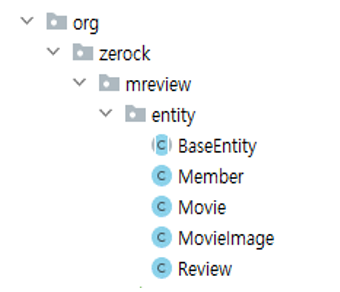 org
zerock
mreview
entity
C BaseEntity
C Member
C Movie
C MovieImage
C Review